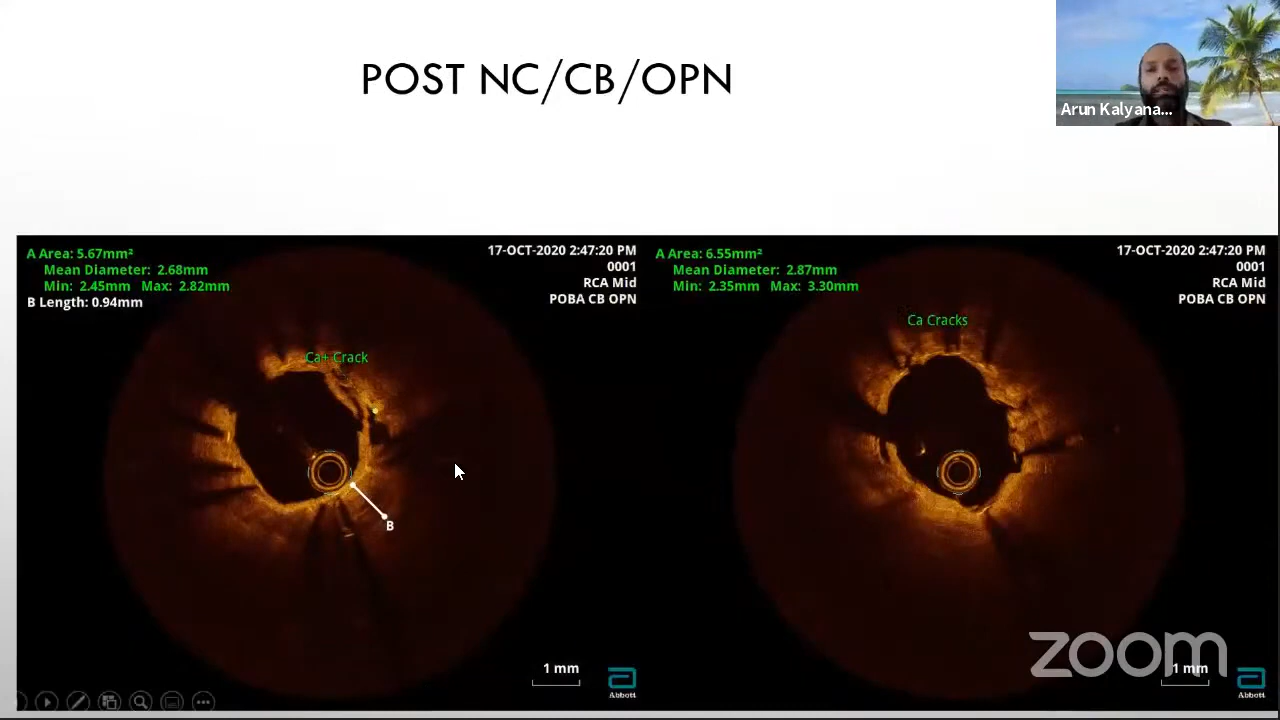 POST NC/CB/OPN
Arun Kalyana...
A Area: 5.67mm²
Mean Diameter: 2.68mm
Min: 2.45mm Max: 2.82mm
B Length: 0.94mm
17-OCT-2020 2:47:20 PM
0001
RCA Mid
POBA CB OPN
Ca+ Crack
B
1 mm
Abbott
A Area: 6.55mm²
Mean Diameter: 2.87mm
Min: 2.35mm Max: 3.30mm
17-OCT-2020 2:47:20 PM
0001
RCA Mid
POBA CB OPN
Ca Cracks
zoom
1 mm
Abbott